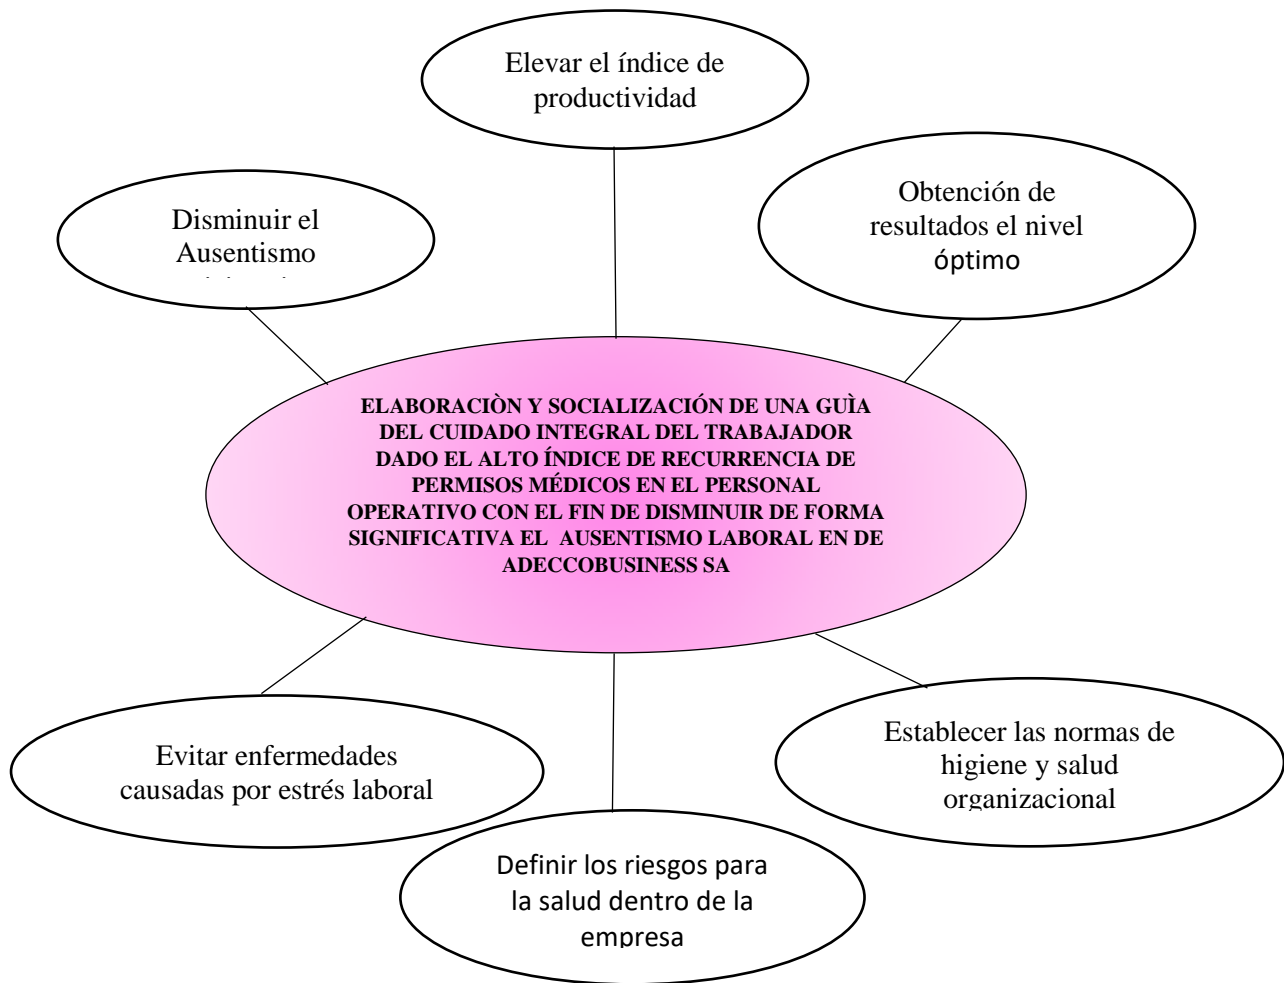 Elevar el índice de
productividad
Disminuir el
Ausentismo
Obtención de
resultados el nivel
óptimo
ELABORACIÒN Y SOCIALIZACIÓN DE UNA GUÌA
DEL CUIDADO INTEGRAL DEL TRABAJADOR
DADO EL ALTO ÍNDICE DE RECURRENCIA DE
PERMISOS MÉDICOS EN EL PERSONAL
OPERATIVO CON EL FIN DE DISMINUIR DE FORMA
SIGNIFICATIVA EL AUSENTISMO LABORAL EN DE
ADECCOBUSINESS SA
Evitar enfermedades
causadas por estrés laboral
Establecer las normas de
higiene y salud
organizacional
Definir los riesgos para
la salud dentro de la
empresa